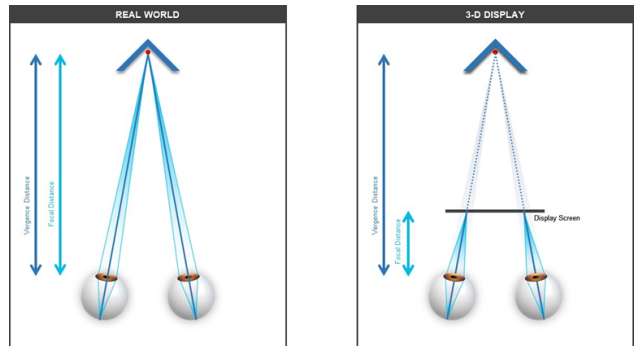 REAL WORLD
Vergence Distance
Focal Distance
3-D DISPLAY
Vergence Distance
Focal Distance
Display Screen